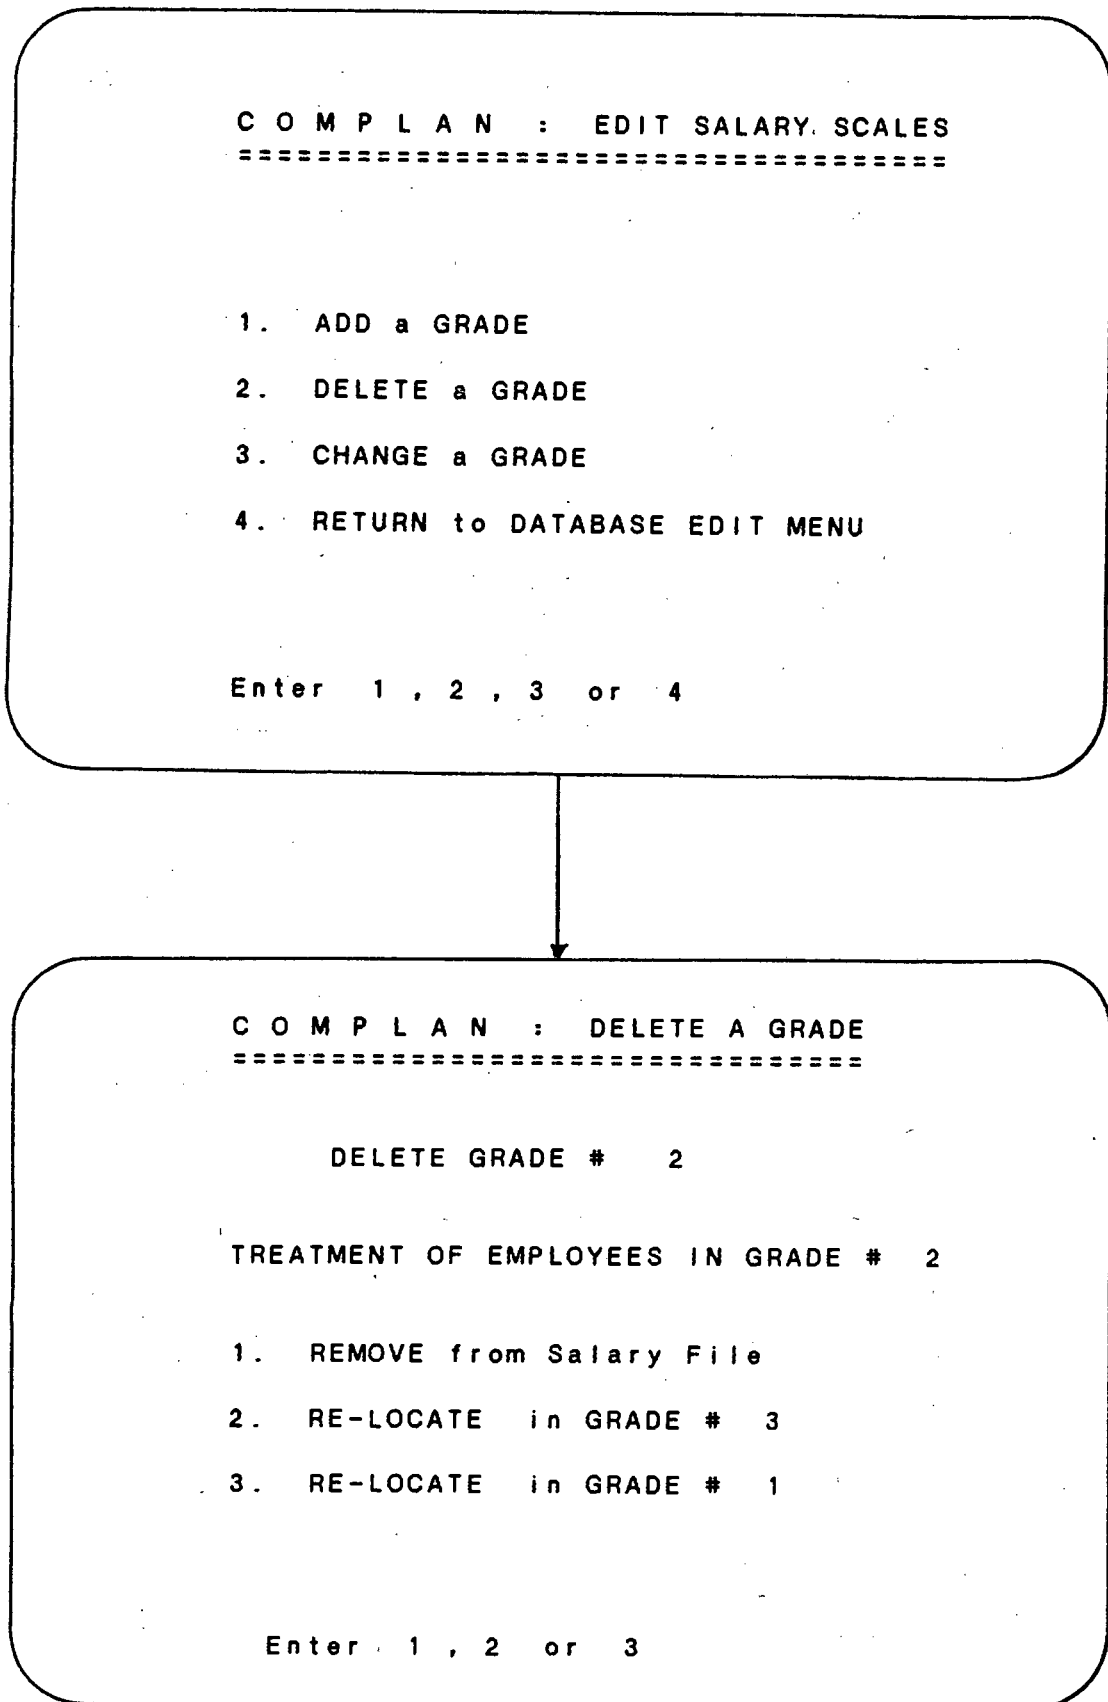 C O M P L A N : EDIT SALARY SCALES
====================================
1. ADD a GRADE
2. DELETE a GRADE
3. CHANGE a GRADE
4. RETURN to DATABASE EDIT MENU
Enter 1 , 2 , 3 or 4
C O M P L A N : DELETE A GRADE
================================
DELETE GRADE # 2
TREATMENT OF EMPLOYEES IN GRADE # 2
1. REMOVE from Salary File
2. RE-LOCATE in GRADE # 3
3. RE-LOCATE in GRADE # 1
Enter 1 , 2 or 3